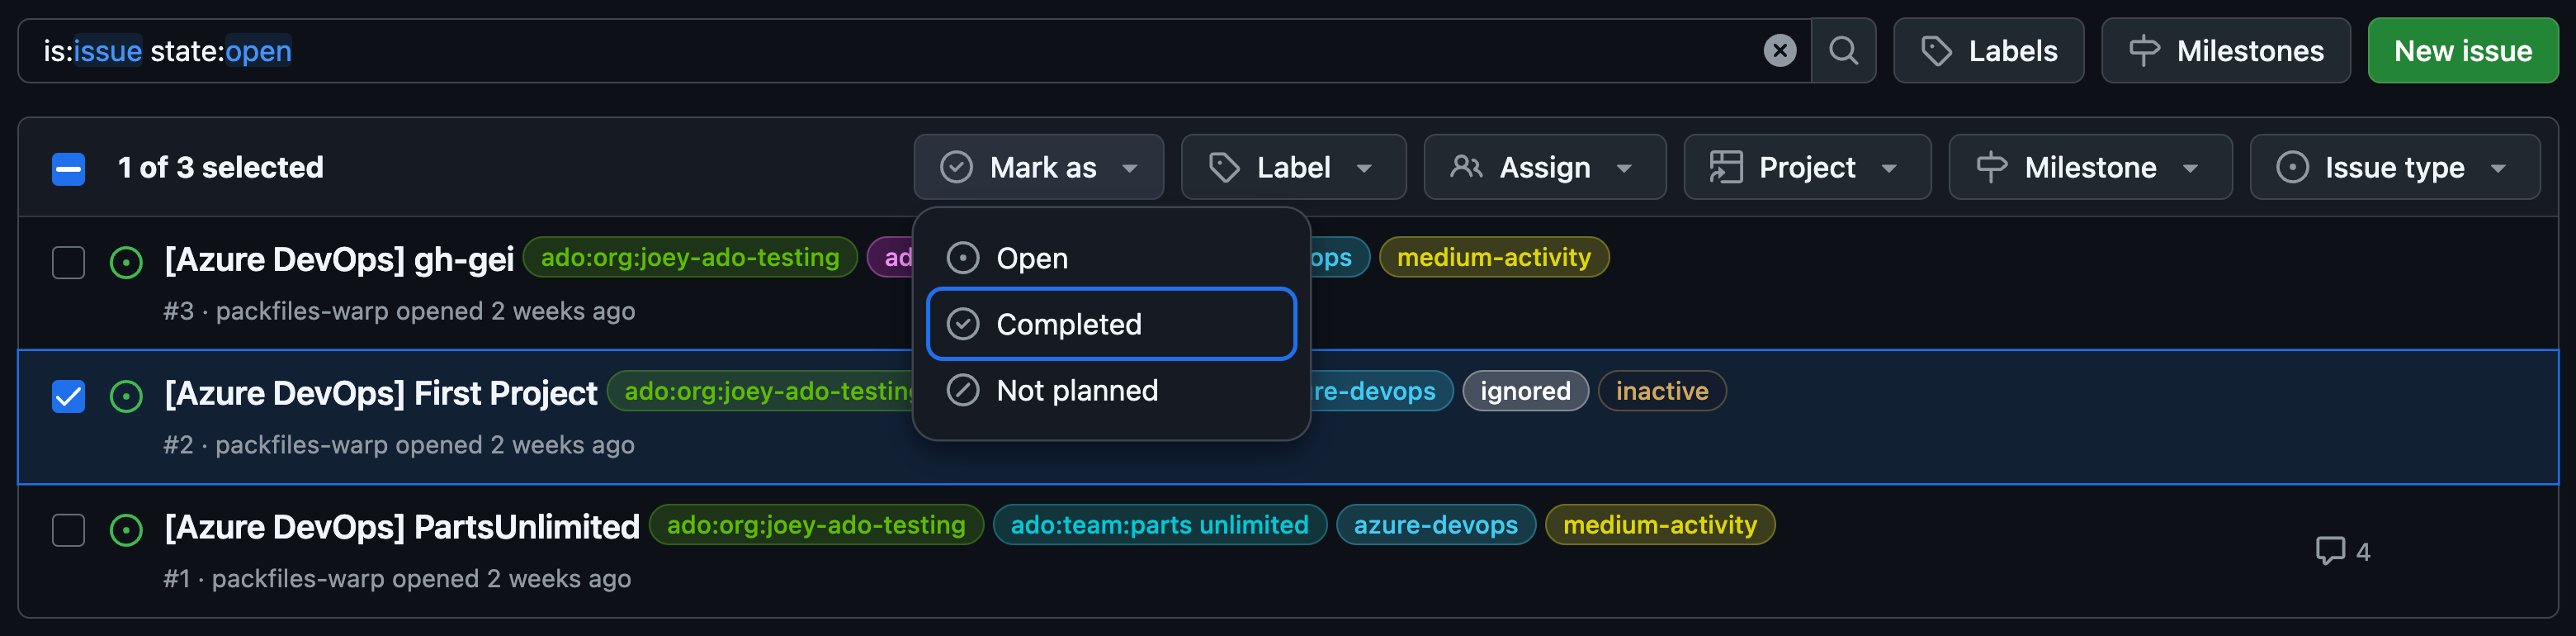 is:issue state:open
Labels
Milestones
New issue
1 of 3 selected
Mark as
Label
Assign
Project
Milestone
Issue type
Open
Completed
Not planned
[Azure DevOps] gh-gei ado:org:joey-ado-testing ad ops medium-activity
#3 · packfiles-warp opened 2 weeks ago
[Azure DevOps] First Project ado:org:joey-ado-testing re-devops ignored inactive
#2 · packfiles-warp opened 2 weeks ago
[Azure DevOps] PartsUnlimited ado:org:joey-ado-testing ado:team:parts unlimited azure-devops medium-activity
#1 · packfiles-warp opened 2 weeks ago
4